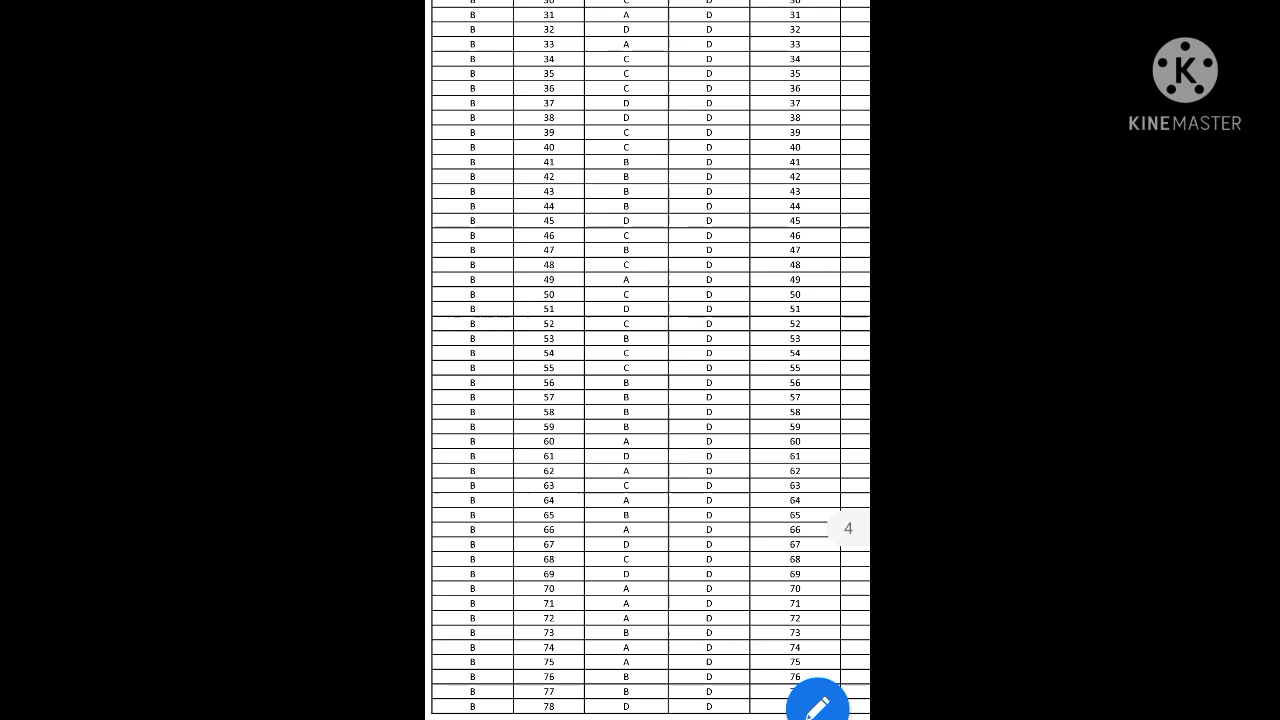 B 30 C D 30
B 31 A D 31
B 32 D D 32
B 33 A D 33
B 34 C D 34
B 35 C D 35
B 36 C D 36
B 37 D D 37
B 38 D D 38
B 39 C D 39
B 40 C D 40
B 41 B D 41
B 42 B D 42
B 43 B D 43
B 44 B D 44
B 45 D D 45
B 46 C D 46
B 47 B D 47
B 48 C D 48
B 49 A D 49
B 50 C D 50
B 51 D D 51
B 52 C D 52
B 53 B D 53
B 54 C D 54
B 55 C D 55
B 56 B D 56
B 57 B D 57
B 58 B D 58
B 59 B D 59
B 60 A D 60
B 61 D D 61
B 62 A D 62
B 63 C D 63
B 64 A D 64
B 65 B D 65
B 66 A D 66
B 67 D D 67
B 68 C D 68
B 69 D D 69
B 70 A D 70
B 71 A D 71
B 72 A D 72
B 73 B D 73
B 74 A D 74
B 75 A D 75
B 76 B D 76
B 77 B D
B 78 D D
4
K
KINEMASTER